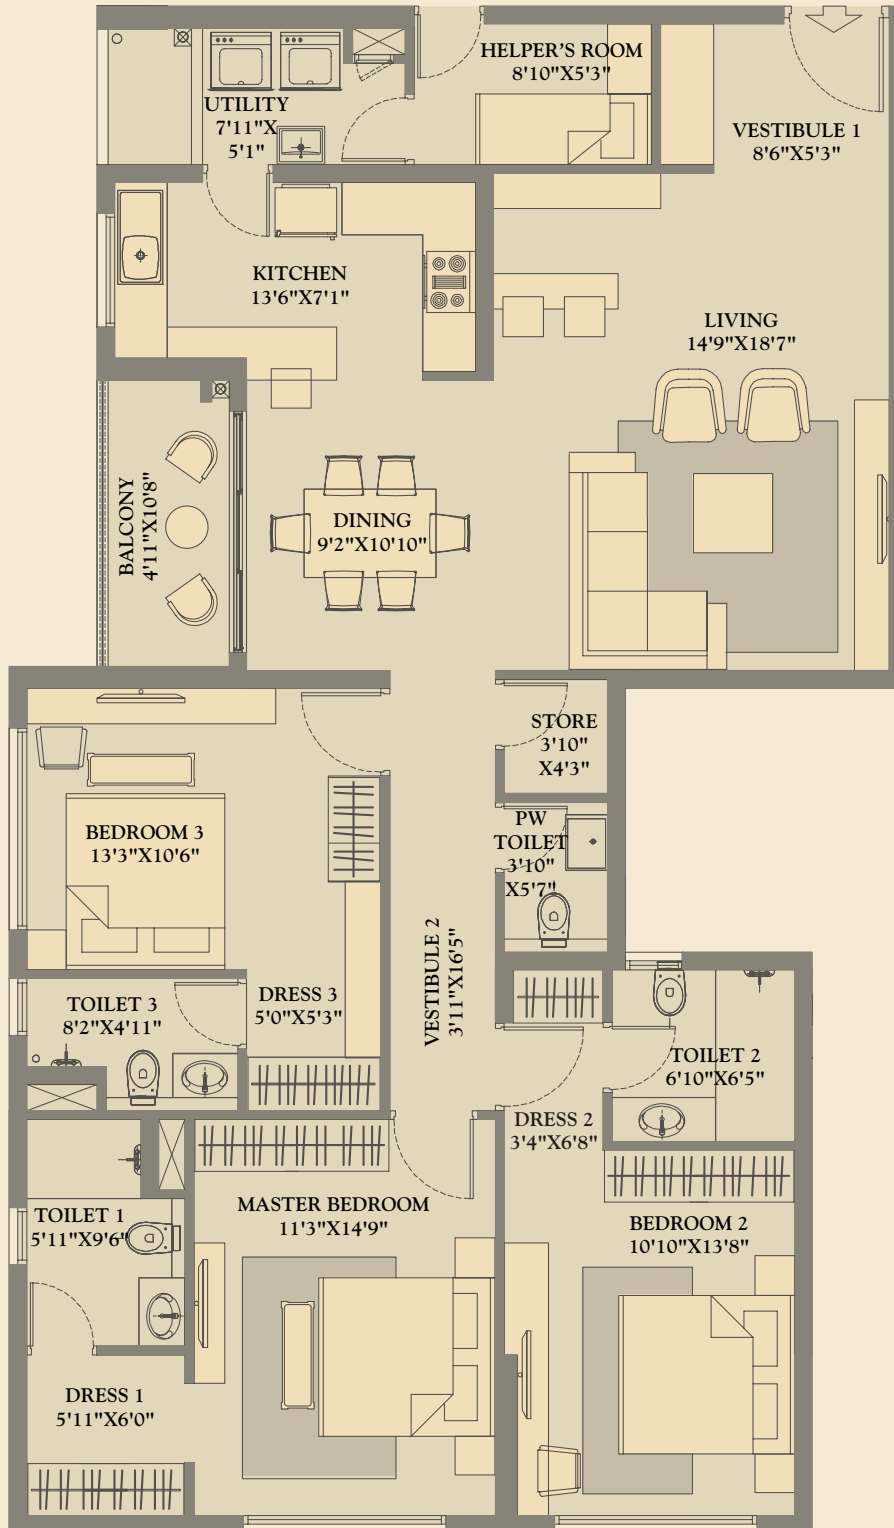 HELPER'S ROOM
8'10"X5'3"
UTILITY
7'11"X
5'1"
VESTIBULE 1
8'6"X5'3"
KITCHEN
13'6"X7'1"
LIVING
14'9"X18'7"
BALCONY
4'11"X10'8"
DINING
9'2"X10'10"
STORE
3'10"
X4'3"
PW
TOILET
3'10"
X5'7"
BEDROOM 3
13'3"X10'6"
VESTIBULE 2
3'11"X16'5"
DRESS 3
5'0"X5'3"
TOILET 3
8'2"X4'11"
TOILET 2
6'10"X6'5"
DRESS 2
3'4"X6'8"
MASTER BEDROOM
11'3"X14'9"
TOILET 1
5'11"X9'6"
BEDROOM 2
10'10"X13'8"
DRESS 1
5'11"X6'0"